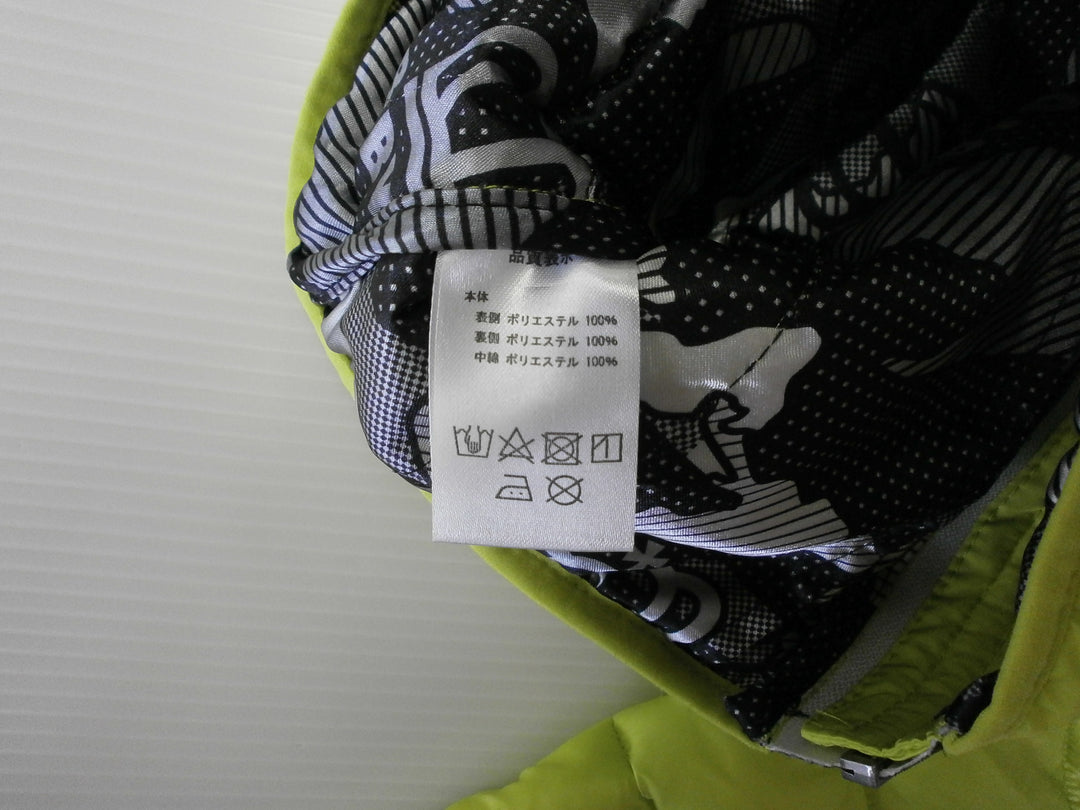 品質表示
本体
表側 ポリエステル 100%
裏側 ポリエステル 100%
中綿 ポリエステル 100%